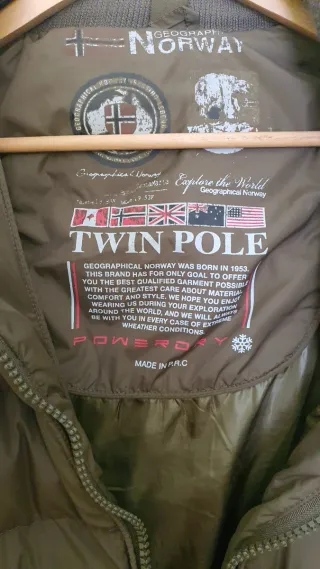 GEOGRAPHICAL
NORWAY
Geographical Norway
Explore the World
Geographical Norway
TWIN POLE
GEOGRAPHICAL NORWAY WAS BORN IN 1953.
THIS BRAND HAS FOR ONLY GOAL TO OFFER
YOU THE BEST QUALIFIED GARMENT POSSIBLE
WITH THE GREATEST CARE ABOUT MATERIAL
COMFORT AND STYLE. WE HOPE YOU ENJOY
WEARING US DURING YOUR EXPLORATION
AROUND THE WORLD, AND WE WILL ALWAYS
BE WITH YOU IN EVERY CASE OF EXTREME
WHEATHER CONDITIONS.
POWERDRY
MADE IN P.R.C